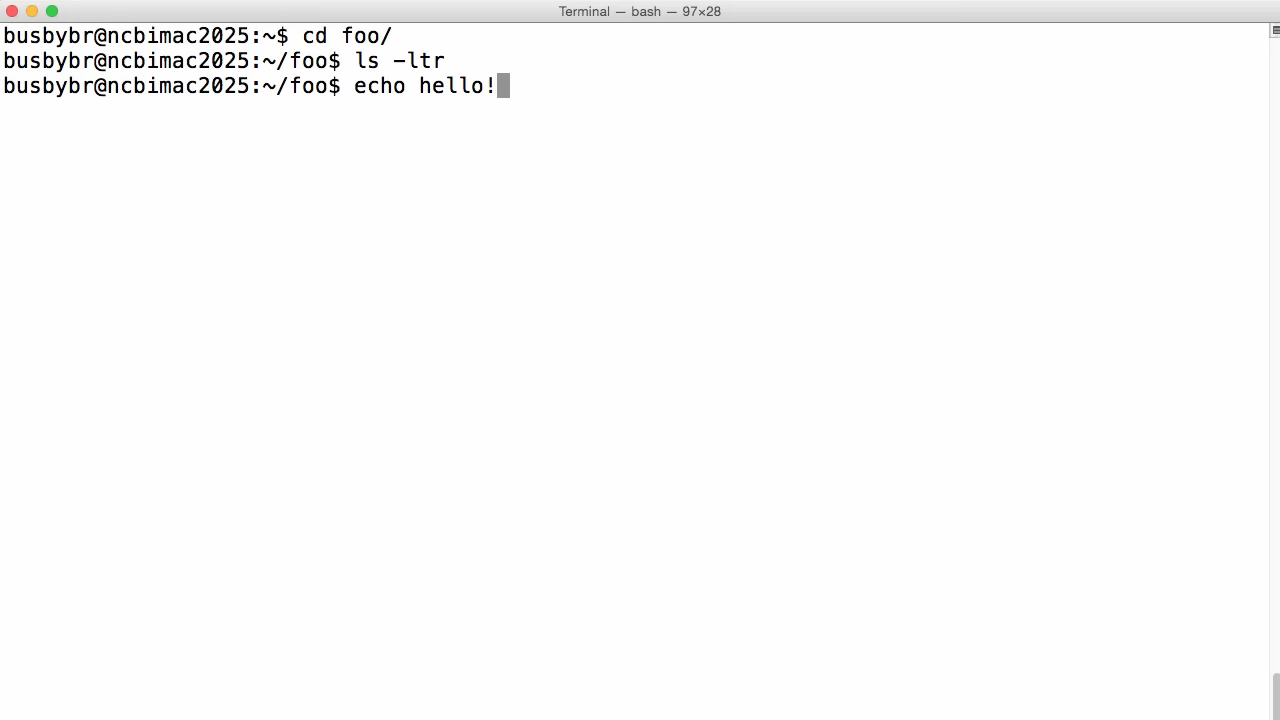 Terminal — bash — 97×28
busbybr@ncbimac2025:~$ cd foo/
busbybr@ncbimac2025:~/foo$ ls -ltr
busbybr@ncbimac2025:~/foo$ echo hello!